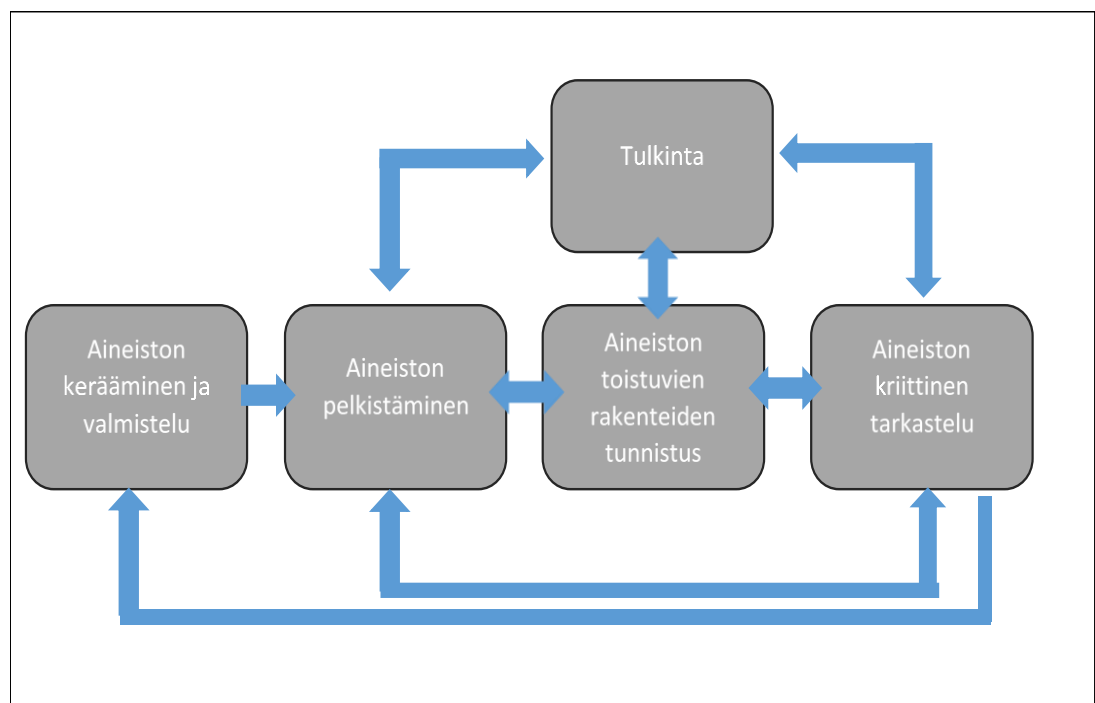 Tulkinta
Aineiston
kerääminen ja
valmistelu
Aineiston
pelkistäminen
Aineiston
toistuvien
rakenteiden
tunnistus
Aineiston
kriittinen
tarkastelu